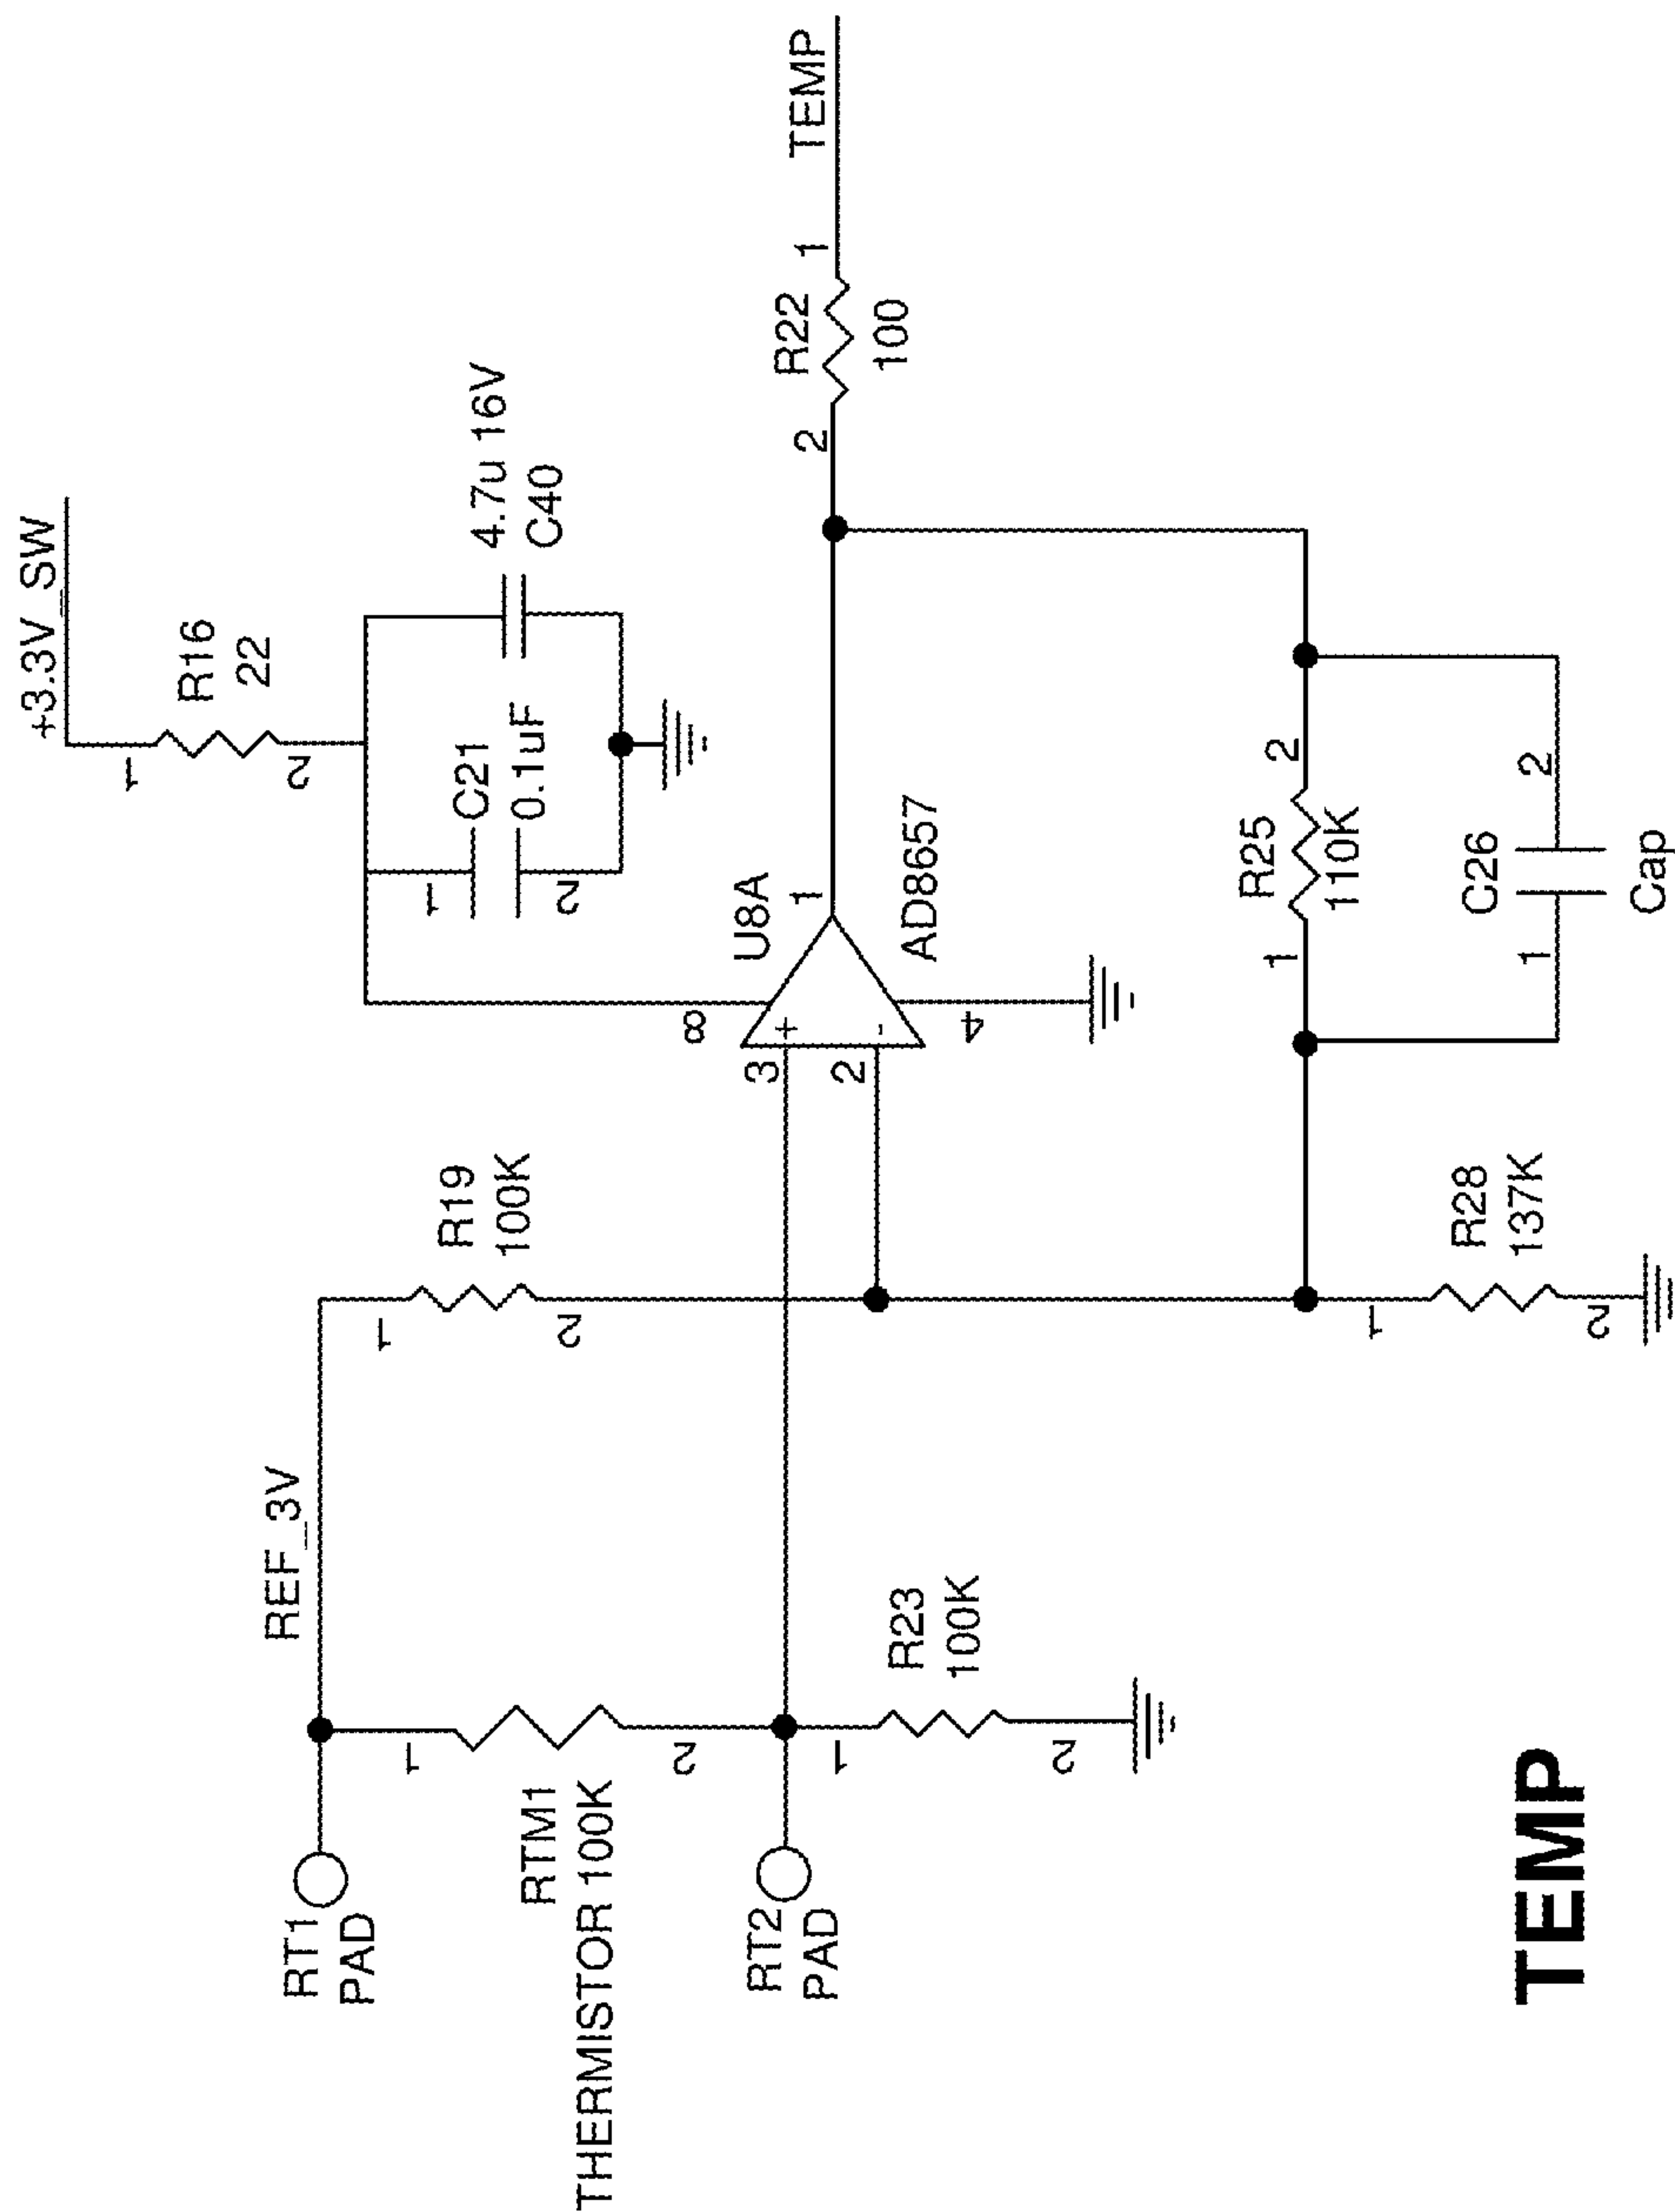 +3.3V_SW
1
R16
22
2
4.7u 16V
C40
1
C21
0.1uF
2
REF_3V
RT1
PAD
1
RTM1
THERMISTOR 100K
2
RT2
PAD
1
R23
100K
2
1
R19
100K
2
8
U8A
3
+
2
-
1
4
AD8657
2
R22
100
1
TEMP
1
R25
110K
2
1
C26
2
Cap
1
R28
137K
2
TEMP